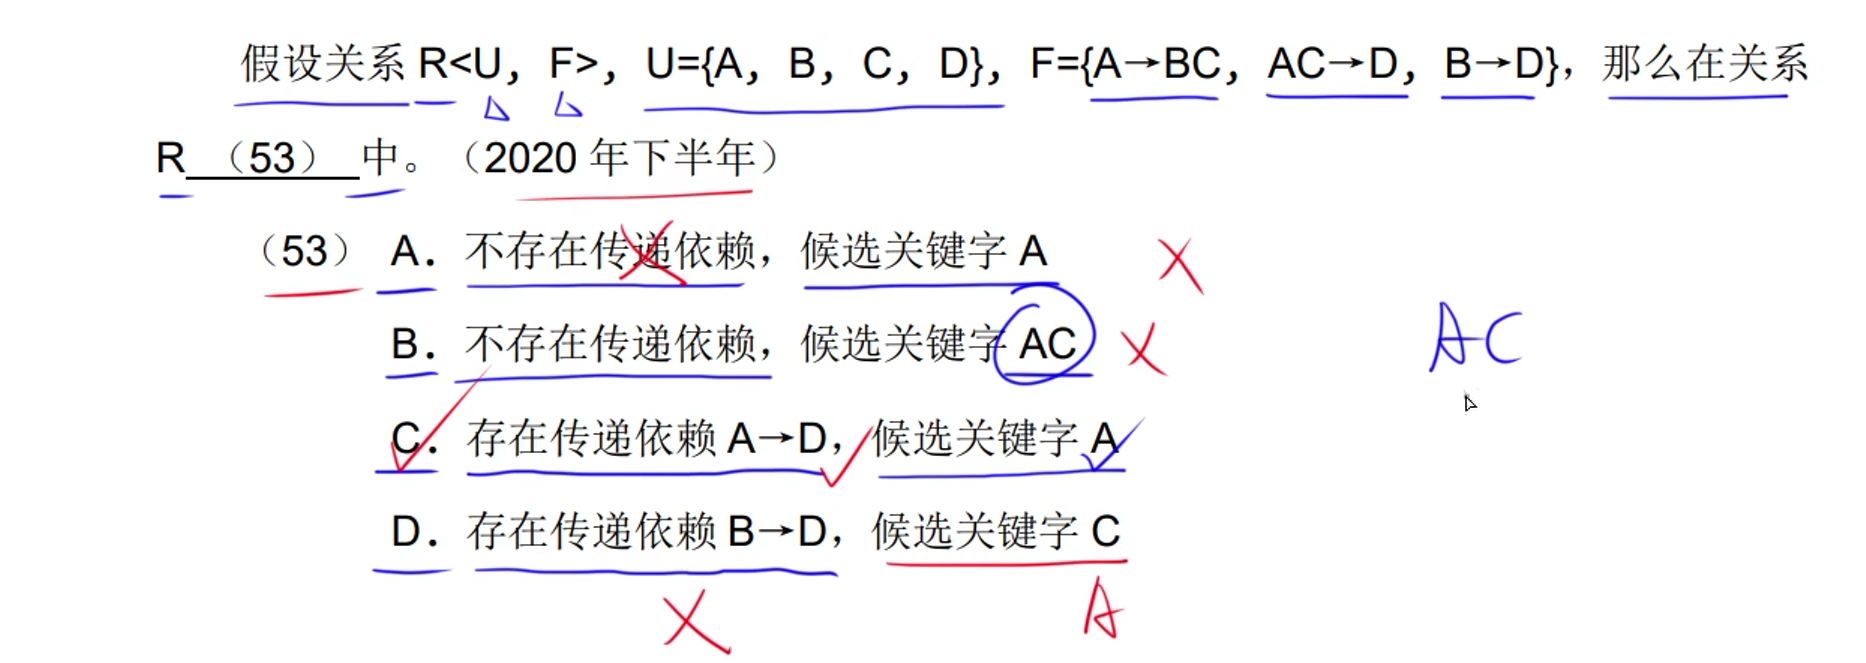 假设关系 R<U，F>，U={A，B，C，D}，F={A→BC，AC→D，B→D}，那么在关系
R （53） 中。（2020 年下半年）
（53） A．不存在传递依赖，候选关键字 A
B．不存在传递依赖，候选关键字 AC
AC
C．存在传递依赖 A→D，候选关键字 A
D．存在传递依赖 B→D，候选关键字 C
A